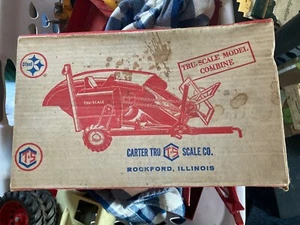 TRU-SCALE MODEL
COMBINE
TRU-SCALE
CARTER TRU
SCALE CO.
ROCKFORD, ILLINOIS